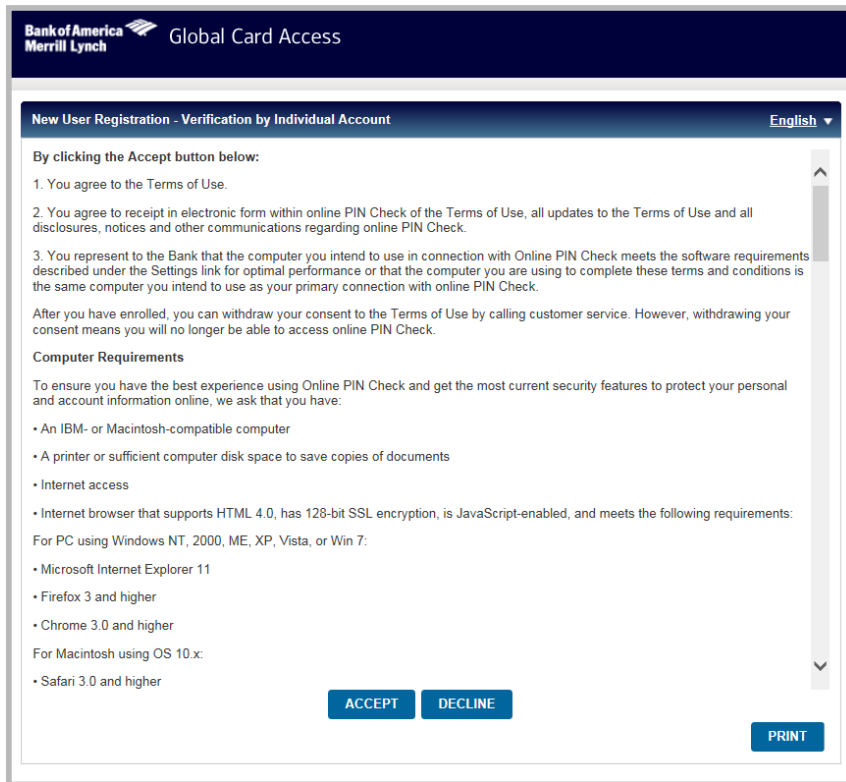 Bank of America
Merrill Lynch
Global Card Access
New User Registration - Verification by Individual Account
English
By clicking the Accept button below:
1. You agree to the Terms of Use.
2. You agree to receipt in electronic form within online PIN Check of the Terms of Use, all updates to the Terms of Use and all
disclosures, notices and other communications regarding online PIN Check.
3. You represent to the Bank that the computer you intend to use in connection with Online PIN Check meets the software requirements
described under the Settings link for optimal performance or that the computer you are using to complete these terms and conditions is
the same computer you intend to use as your primary connection with online PIN Check.
After you have enrolled, you can withdraw your consent to the Terms of Use by calling customer service. However, withdrawing your
consent means you will no longer be able to access online PIN Check.
Computer Requirements
To ensure you have the best experience using Online PIN Check and get the most current security features to protect your personal
and account information online, we ask that you have:
• An IBM- or Macintosh-compatible computer
• A printer or sufficient computer disk space to save copies of documents
• Internet access
• Internet browser that supports HTML 4.0, has 128-bit SSL encryption, is JavaScript-enabled, and meets the following requirements:
For PC using Windows NT, 2000, ME, XP, Vista, or Win 7:
• Microsoft Internet Explorer 11
• Firefox 3 and higher
• Chrome 3.0 and higher
For Macintosh using OS 10.x:
• Safari 3.0 and higher
ACCEPT
DECLINE
PRINT